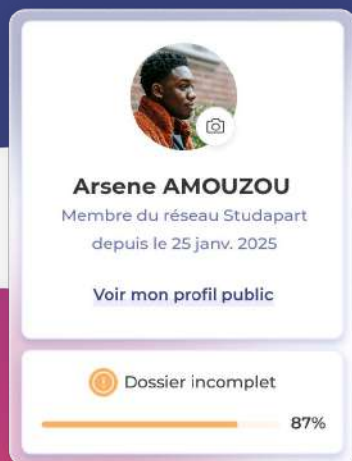 Arsene AMOUZOU
Membre du réseau Studapart
depuis le 25 janv. 2025
Voir mon profil public
Dossier incomplet
87%